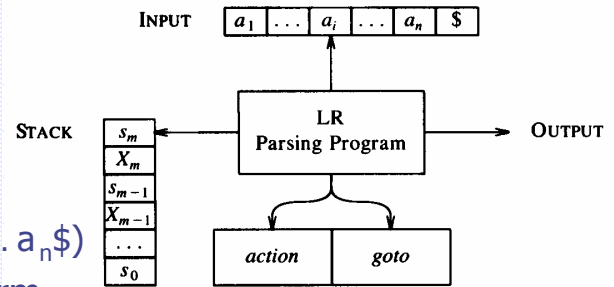 INPUT a1 ... ai ... an $
LR
Parsing Program
STACK
OUTPUT
sm
Xm
sm−1
Xm−1
...
s0
action goto
. an$)